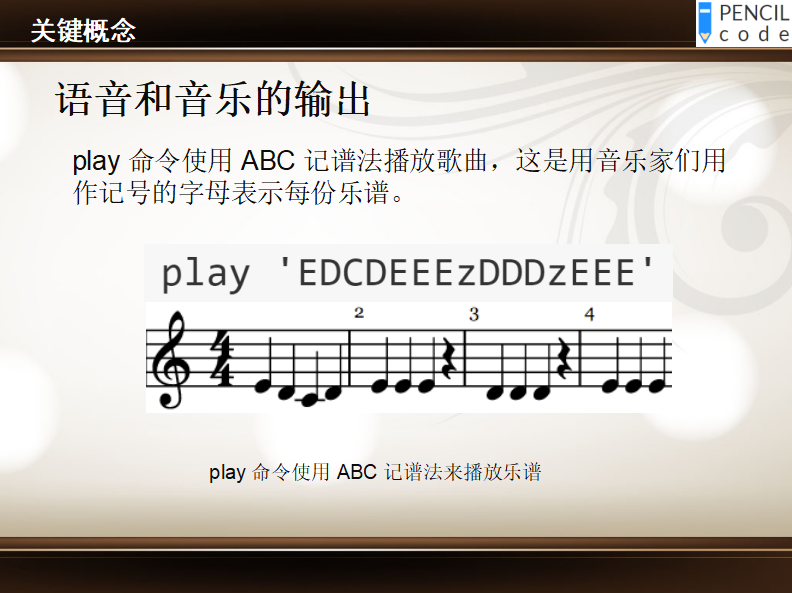 关键概念
PENCIL
code
语音和音乐的输出
play 命令使用 ABC 记谱法播放歌曲，这是用音乐家们用
作记号的字母表示每份乐谱。
play 'EDCDEEEzDDDzEEE'
2 3 4
4
4
play 命令使用 ABC 记谱法来播放乐谱